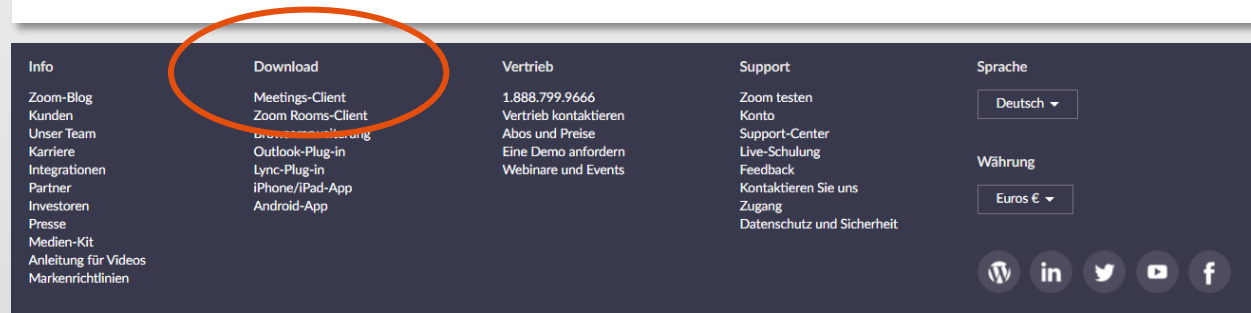 Info
Zoom-Blog
Kunden
Unser Team
Karriere
Integrationen
Partner
Investoren
Presse
Medien-Kit
Anleitung für Videos
Markenrichtlinien
Download
Meetings-Client
Zoom Rooms-Client
Browsererweiterung
Outlook-Plug-in
Lync-Plug-in
iPhone/iPad-App
Android-App
Vertrieb
1.888.799.9666
Vertrieb kontaktieren
Abos und Preise
Eine Demo anfordern
Webinare und Events
Support
Zoom testen
Konto
Support-Center
Live-Schulung
Feedback
Kontaktieren Sie uns
Zugang
Datenschutz und Sicherheit
Sprache
Deutsch
Währung
Euros €